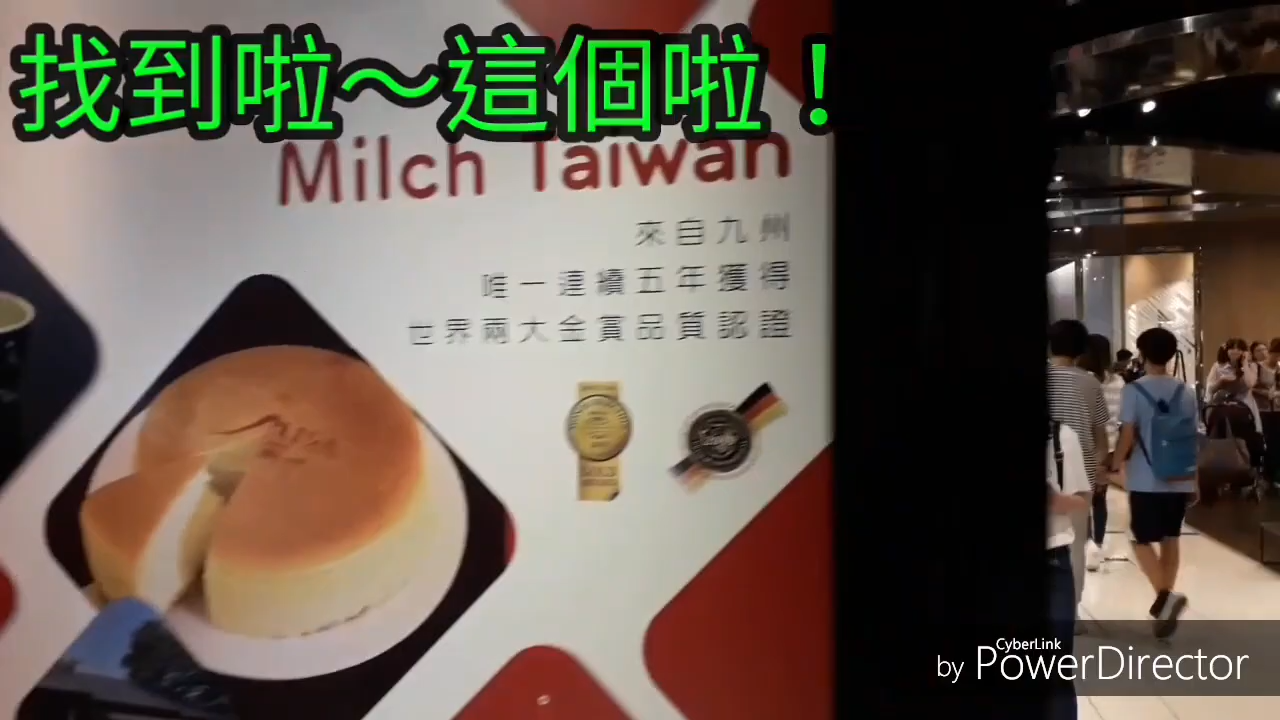 找到啦～這個啦！
Milch Taiwan
來自九州
唯一連續五年獲得
世界兩大金賞品質認證
CyberLink
by PowerDirector